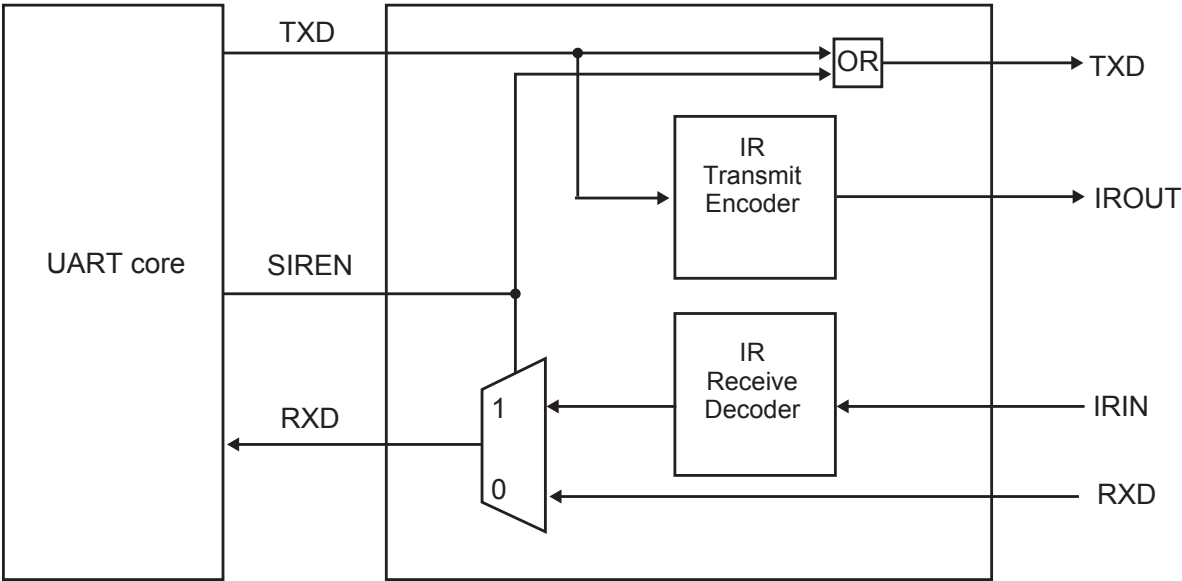 TXD
OR
TXD
IR
Transmit
Encoder
IROUT
UART core
SIREN
IR
Receive
Decoder
1
IRIN
RXD
0
RXD